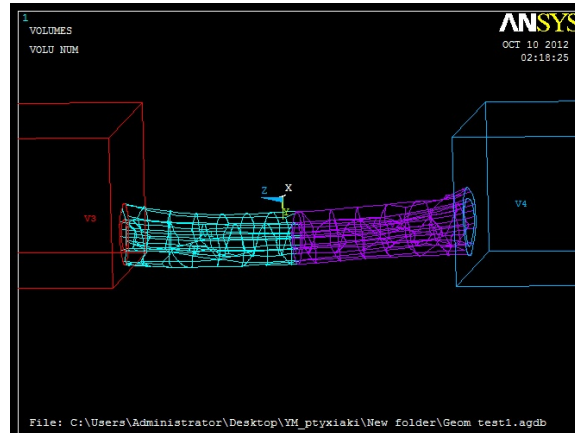 1
VOLUMES
VOLU NUM
ANSYS
OCT 10 2012
02:18:25
X
Z
Y
V3
V4
File: C:\Users\Administrator\Desktop\YM_ptyxiaki\New folder\Geom test1.agdb